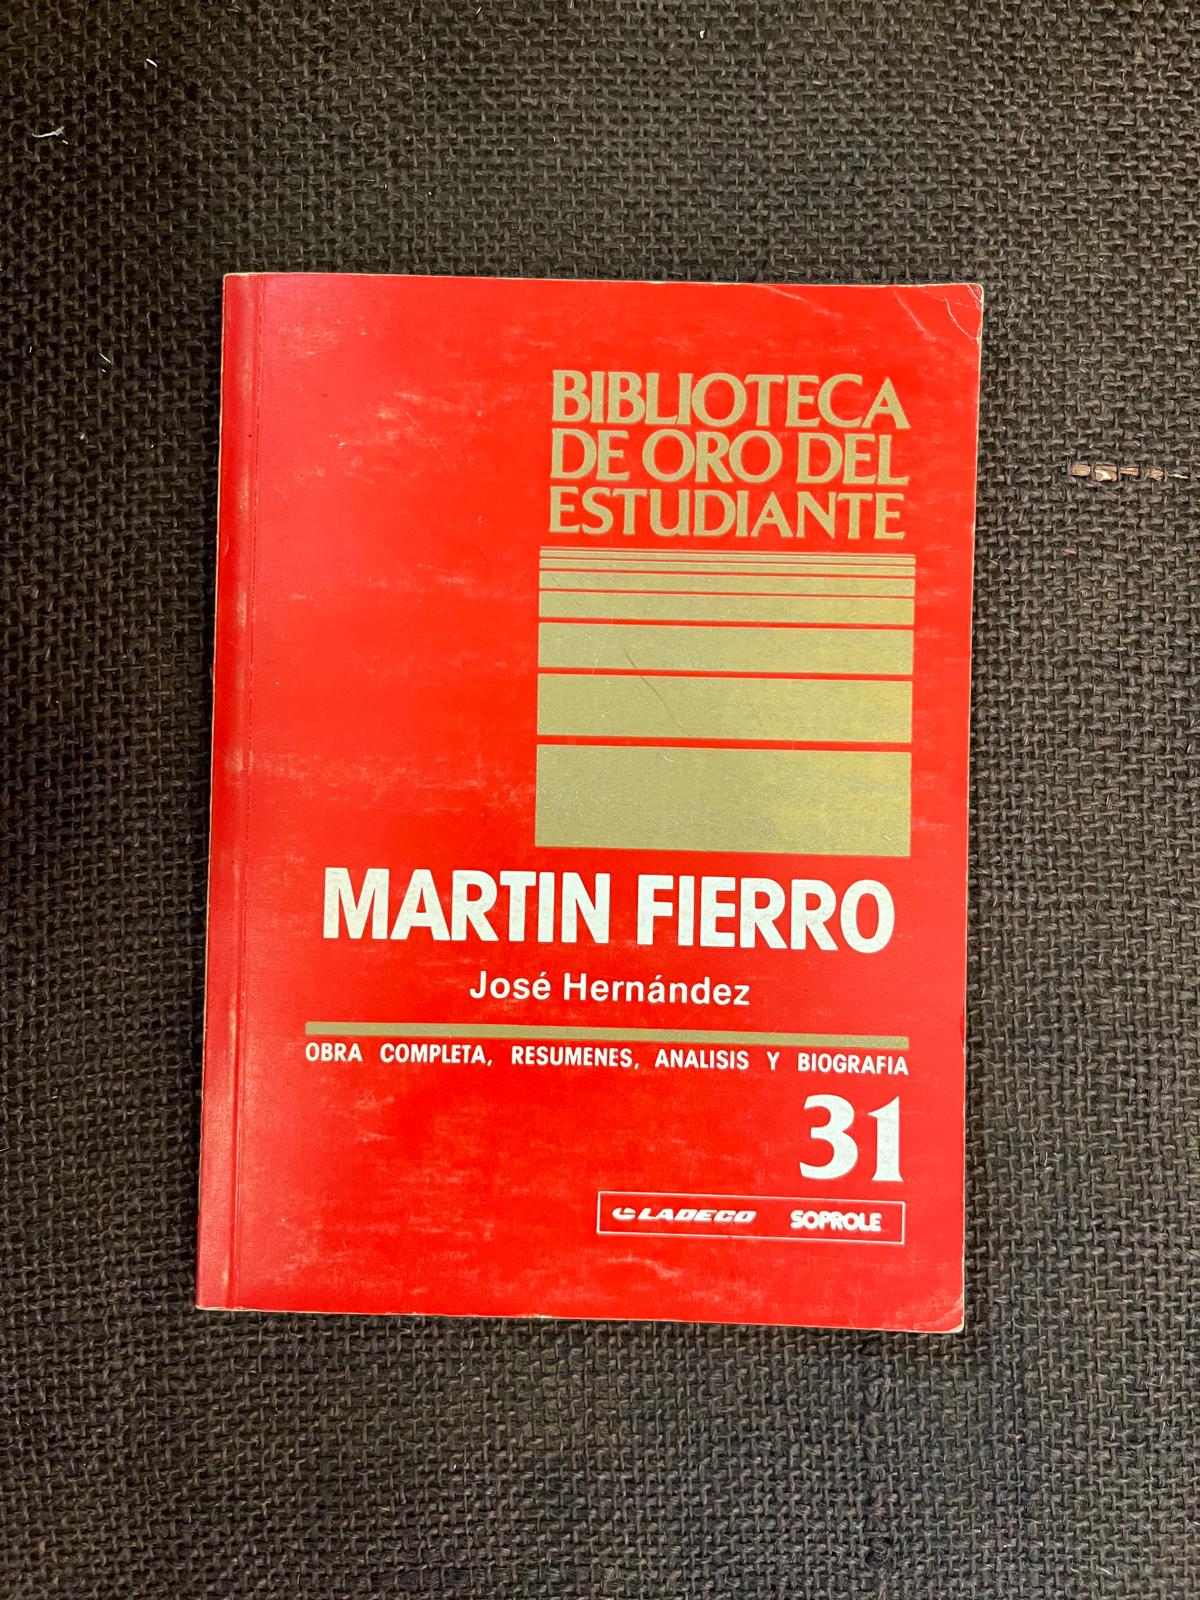 BIBLIOTECA
DE ORO DEL
ESTUDIANTE
MARTIN FIERRO
José Hernández
OBRA COMPLETA, RESUMENES, ANALISIS Y BIOGRAFIA
31
LADECO SOPROLE